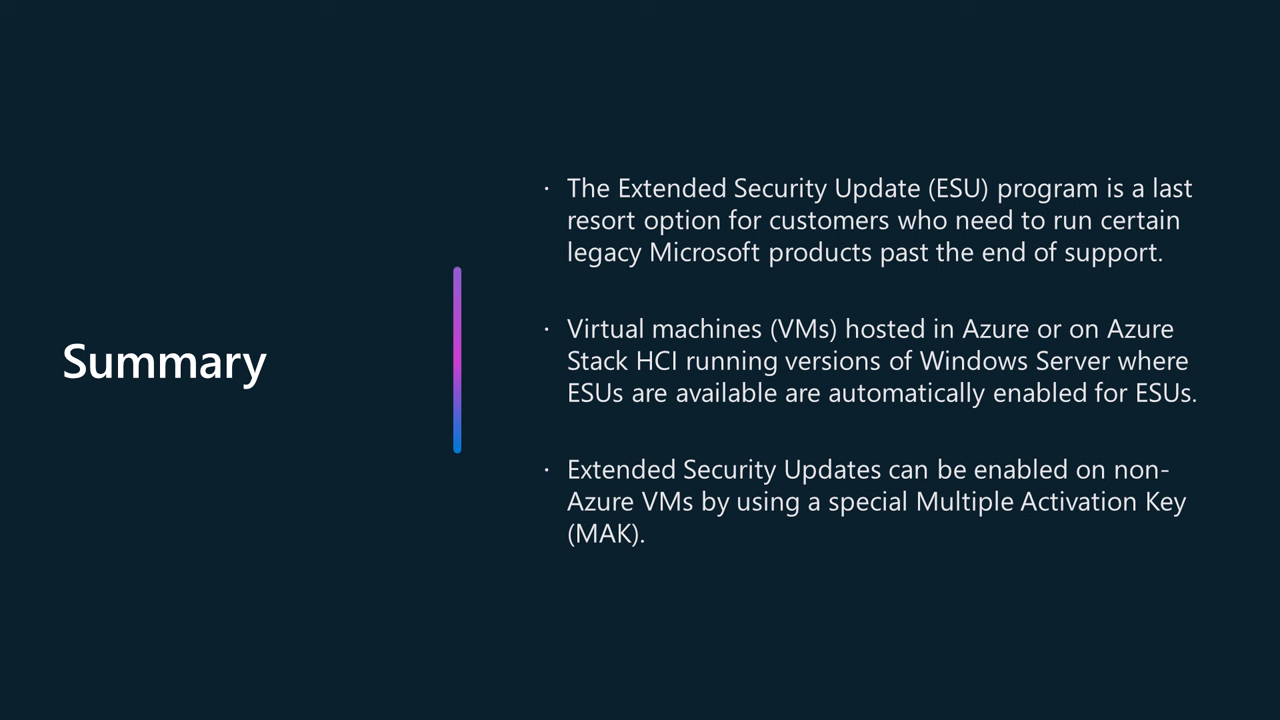 Summary
· The Extended Security Update (ESU) program is a last
resort option for customers who need to run certain
legacy Microsoft products past the end of support.
· Virtual machines (VMs) hosted in Azure or on Azure
Stack HCI running versions of Windows Server where
ESUs are available are automatically enabled for ESUs.
· Extended Security Updates can be enabled on non-
Azure VMs by using a special Multiple Activation Key
(MAK).